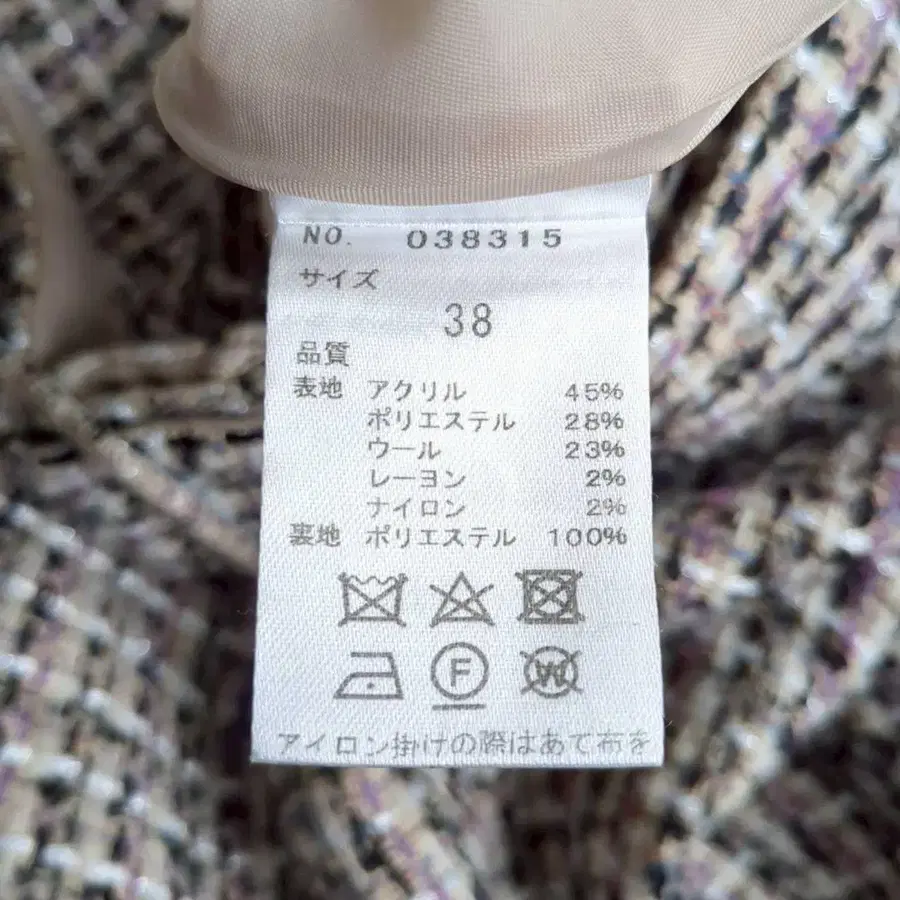 NO. 038315
サイズ
38
品質
表地 アクリル 45%
ポリエステル 28%
ウール 23%
レーヨン 2%
ナイロン 2%
裏地 ポリエステル 100%
F
W
アイロン掛けの際はあて布を